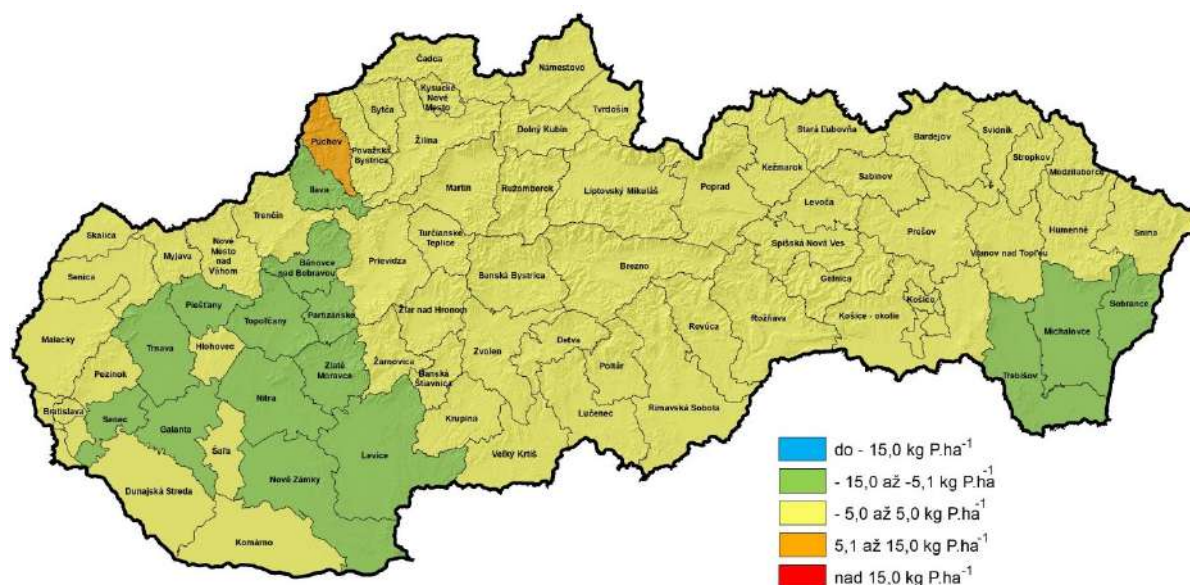 Čadca
Námestovo
Kysucké
Nové
Mesto
Bytča
Tvrdošín
Púchov
Považská
Bystrica
Žilina
Dolný Kubín
Stará Ľubovňa
Bardejov
Svidník
Stropkov
Medzilaborce
Kežmarok
Sabinov
Ilava
Martin
Ružomberok
Liptovský Mikuláš
Poprad
Levoča
Trenčín
Turčianske
Teplice
Prešov
Humenné
Snina
Skalica
Myjava
Nové
Mesto
nad
Váhom
Bánovce
nad Bebravou
Prievidza
Banská Bystrica
Brezno
Spišská Nová Ves
Vranov nad Topľou
Senica
Gelnica
Piešťany
Topoľčany
Partizánske
Žiar nad Hronom
Košice
Sobrance
Malacky
Trnava
Hlohovec
Zvolen
Detva
Revúca
Rožňava
Košice - okolie
Michalovce
Pezinok
Zlaté
Moravce
Žarnovica
Banská
Štiavnica
Poltár
Trebišov
Bratislava
Senec
Nitra
Krupina
Lučenec
Rimavská Sobota
Galanta
Šaľa
Levice
Veľký Krtíš
Dunajská Streda
Nové Zámky
Komárno
do - 15,0 kg P.ha⁻¹
- 15,0 až -5,1 kg P.ha⁻¹
- 5,0 až 5,0 kg P.ha⁻¹
5,1 až 15,0 kg P.ha⁻¹
nad 15,0 kg P.ha⁻¹